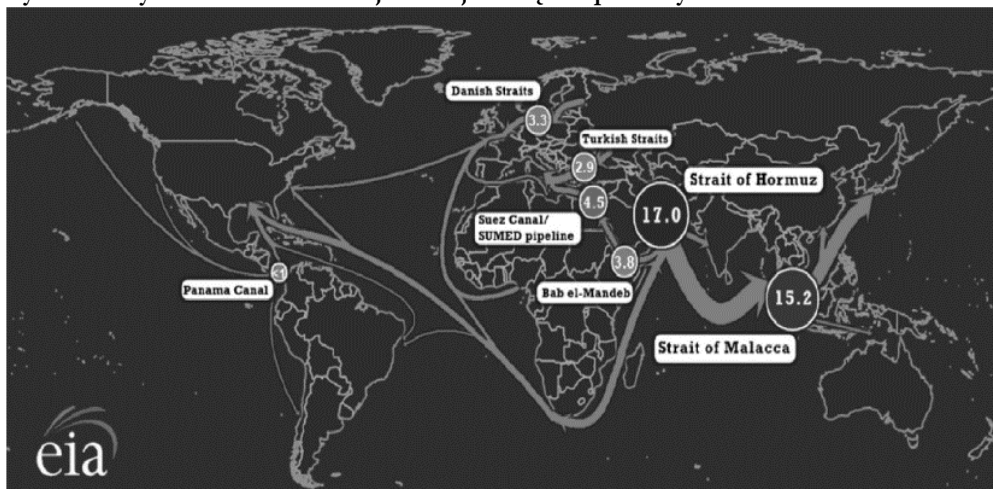 Danish Straits
3.3
Turkish Straits
2.9
Strait of Hormuz
4.5
17.0
Suez Canal/
SUMED pipeline
3.8
Panama Canal
Bab el-Mandeb
15.2
Strait of Malacca
eia